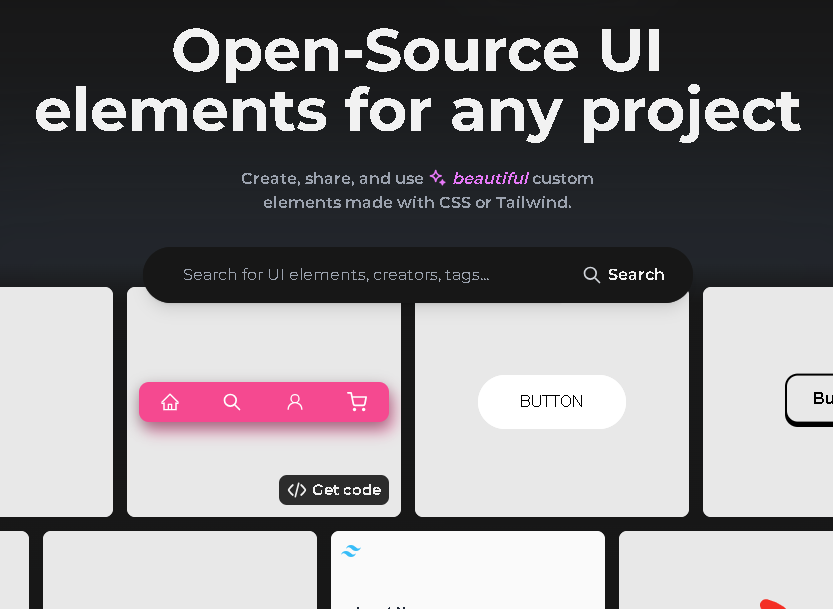 Open-Source UI
elements for any project
Create, share, and use beautiful custom
elements made with CSS or Tailwind.
Search for UI elements, creators, tags...
Search
BUTTON
Bu
Get code